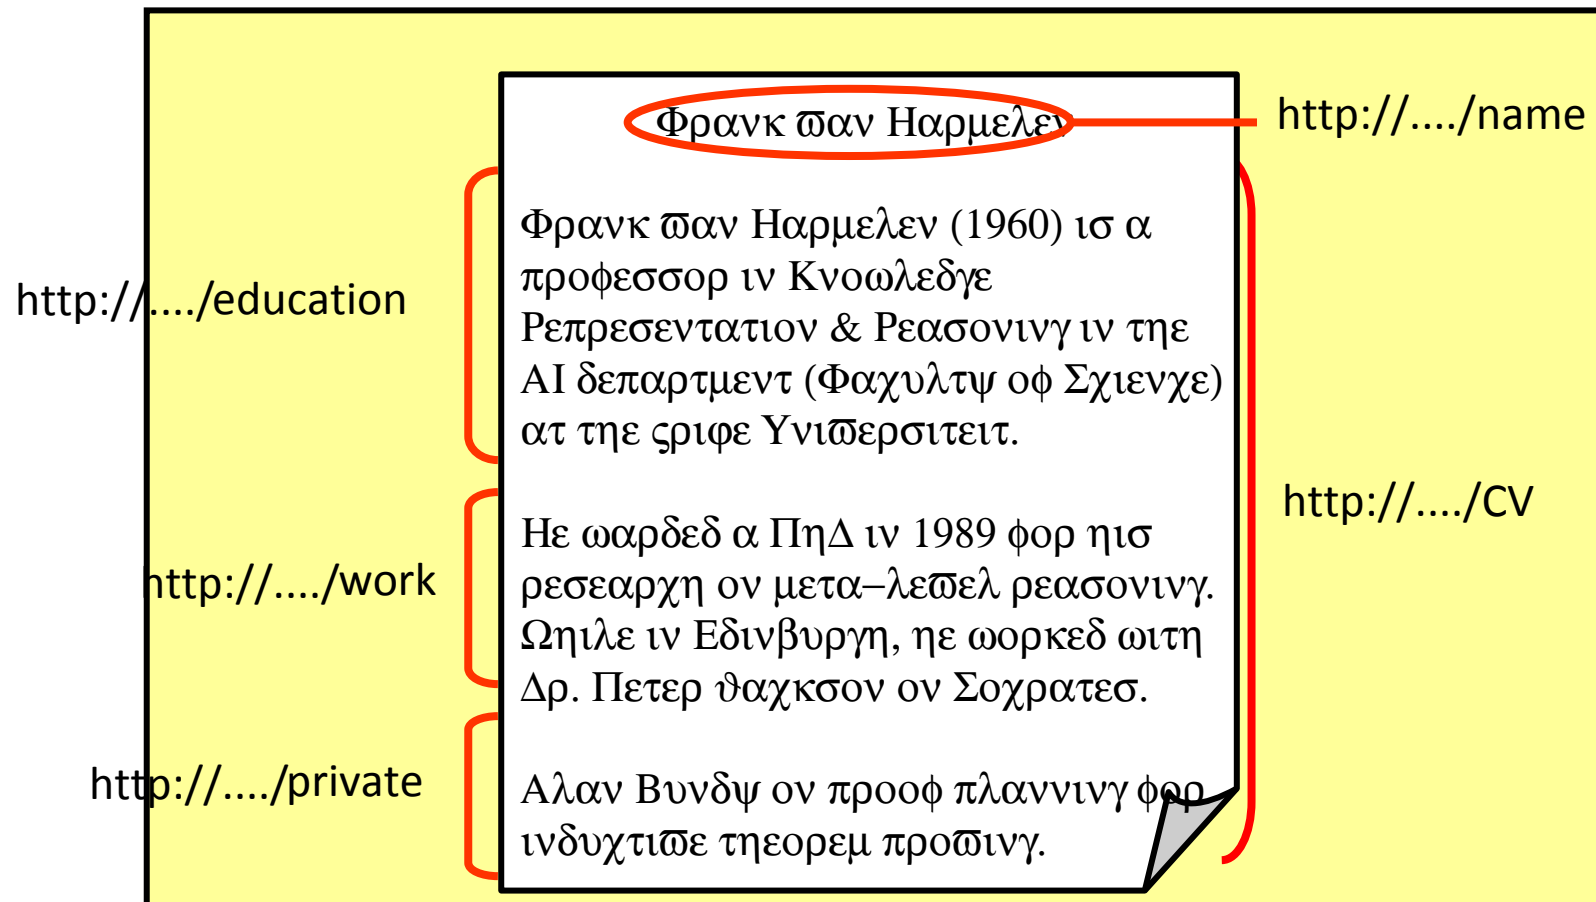 Φρανκ ϖαν Ηαρμελεν
http://..../name
http://..../education
Φρανκ ϖαν Ηαρμελεν (1960) ισ α
προφεσσορ ιν Κνοωλεδγε
Ρεπρεσεντατιον & Ρεασονινγ ιν τηε
ΑΙ δεπαρτμεντ (Φαχυλτψ οφ Σχιενχε)
ατ τηε ςριφε Υνιϖερσιτειτ.
http://..../CV
http://..../work
Ηε ωαρδεδ α ΠηΔ ιν 1989 φορ ηισ
ρεσεαρχη ον μετα–λεϖελ ρεασονινγ.
Ωηιλε ιν Εδινβυργη, ηε ωορκεδ ωιτη
Δρ. Πετερ ϑαχκσον ον Σοχρατεσ.
http://..../private
Αλαν Βυνδψ ον προοφ πλαννινγ φορ
ινδυχτιϖε τηεορεμ προϖινγ.